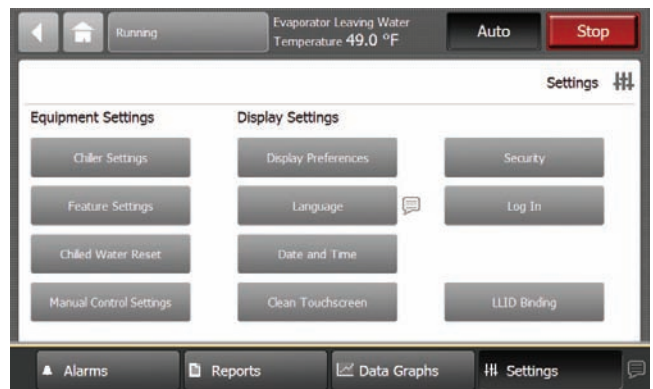 Running
Evaporator Leaving Water
Temperature 49.0 °F
Auto
Stop
Settings
Equipment Settings
Display Settings
Chiller Settings
Display Preferences
Security
Feature Settings
Language
Log In
Chilled Water Reset
Date and Time
Manual Control Settings
Clean Touchscreen
LLID Binding
Alarms
Reports
Data Graphs
Settings